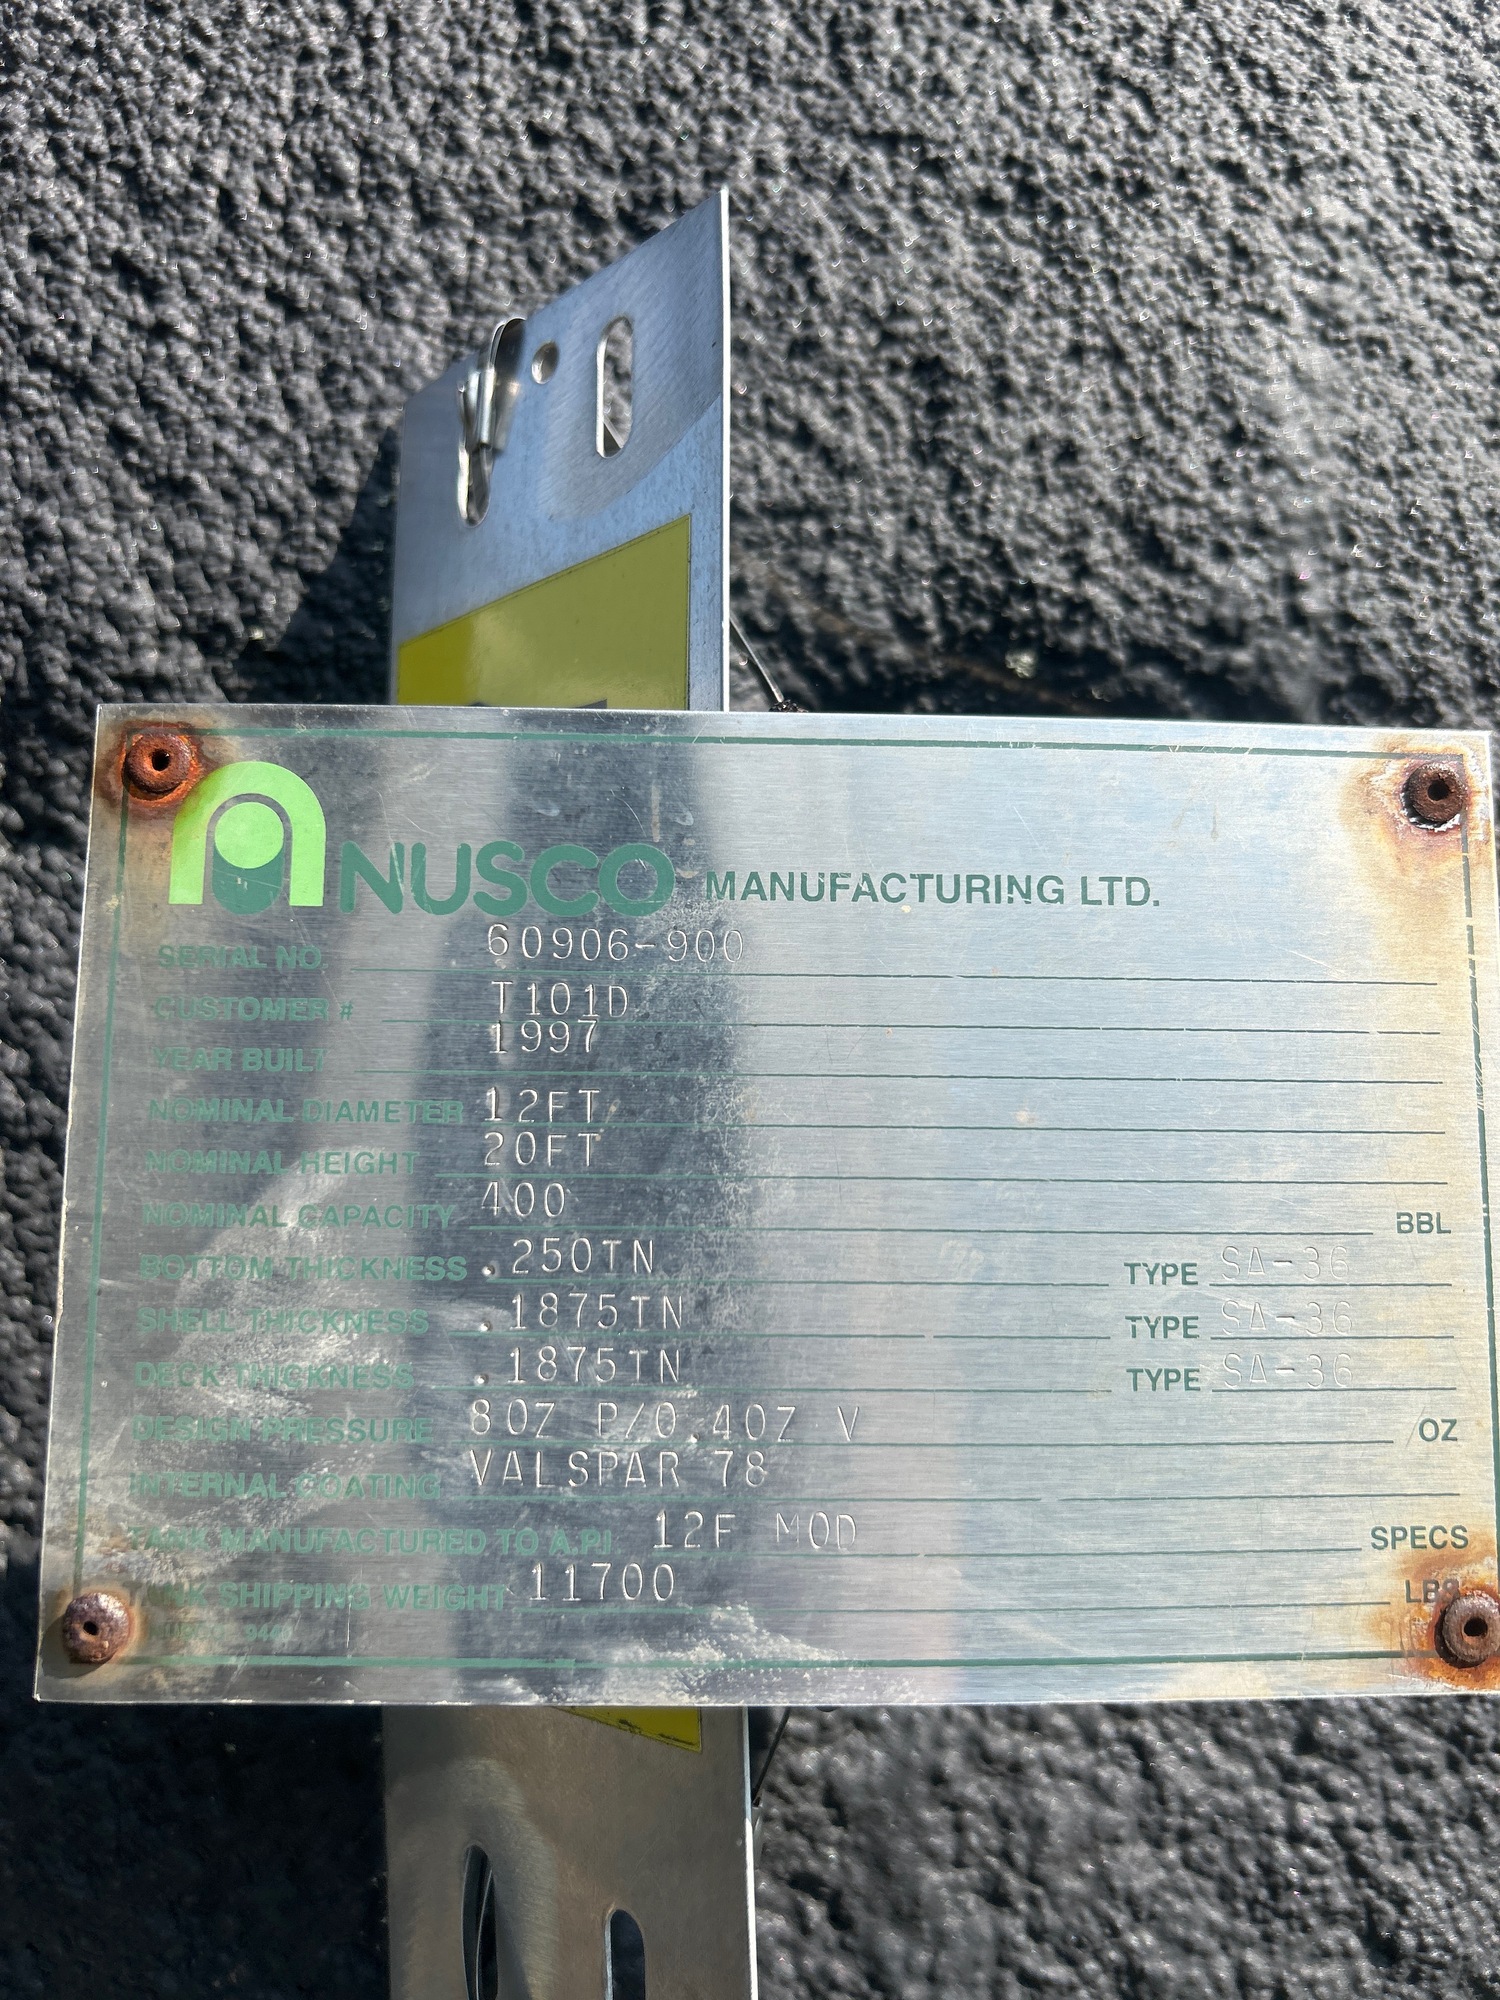 NUSCO MANUFACTURING LTD.
SERIAL NO. 60906-900
CUSTOMER # T101D
YEAR BUILT 1997
NOMINAL DIAMETER 12FT
NOMINAL HEIGHT 20FT
NOMINAL CAPACITY 400 BBL
BOTTOM THICKNESS .250IN TYPE SA-36
SHELL THICKNESS .1875IN TYPE SA-36
DECK THICKNESS .1875IN TYPE SA-36
DESIGN PRESSURE 8OZ P/0.4OZ V OZ
INTERNAL COATING VALSPAR 78
TANK MANUFACTURED TO A.P.I. 12F MOD SPECS
TANK SHIPPING WEIGHT 11700 LBS